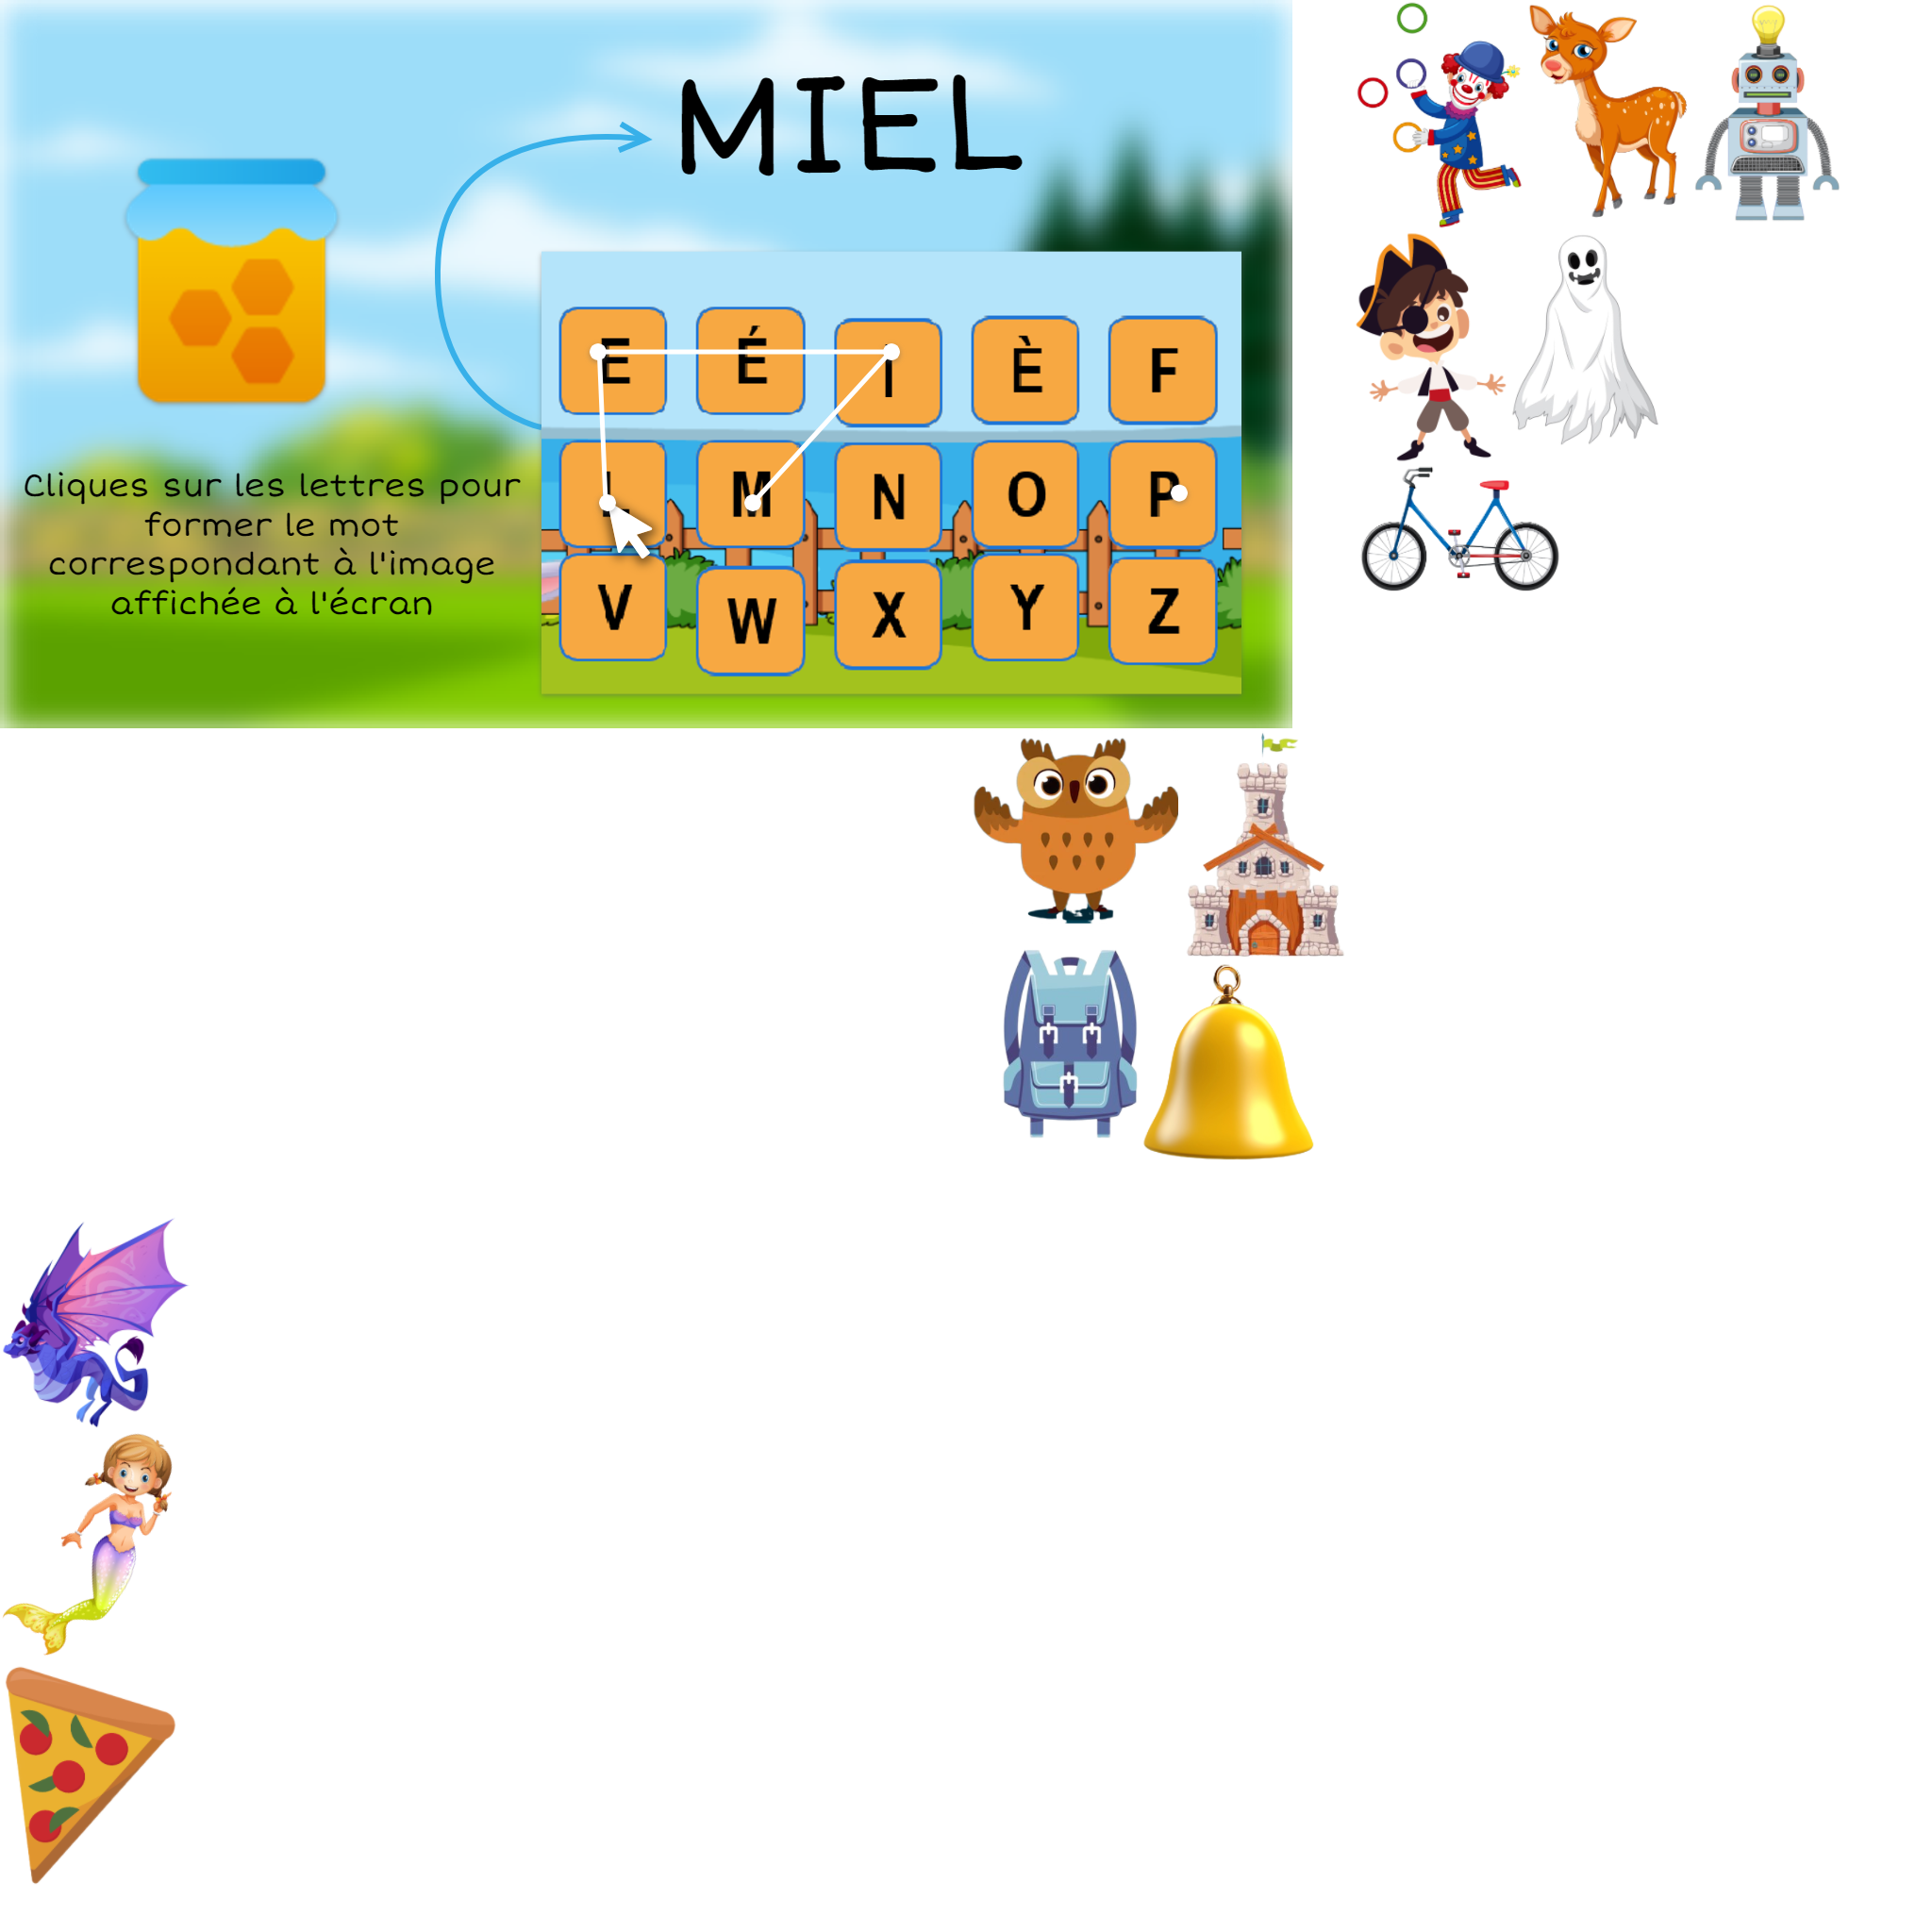 MIEL
E É I È F
L M N O P
V W X Y Z
Cliques sur les lettres pour
former le mot
correspondant à l'image
affichée à l'écran